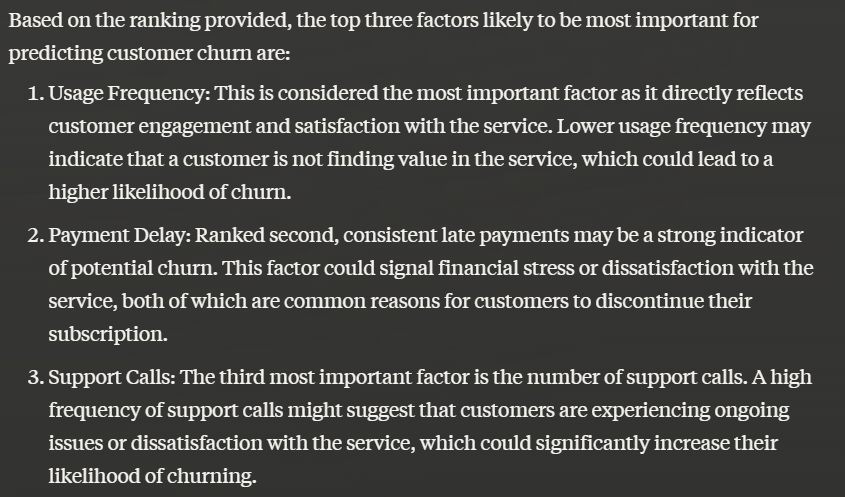 Based on the ranking provided, the top three factors likely to be most important for
predicting customer churn are:
1. Usage Frequency: This is considered the most important factor as it directly reflects
customer engagement and satisfaction with the service. Lower usage frequency may
indicate that a customer is not finding value in the service, which could lead to a
higher likelihood of churn.
2. Payment Delay: Ranked second, consistent late payments may be a strong indicator
of potential churn. This factor could signal financial stress or dissatisfaction with the
service, both of which are common reasons for customers to discontinue their
subscription.
3. Support Calls: The third most important factor is the number of support calls. A high
frequency of support calls might suggest that customers are experiencing ongoing
issues or dissatisfaction with the service, which could significantly increase their
likelihood of churning.